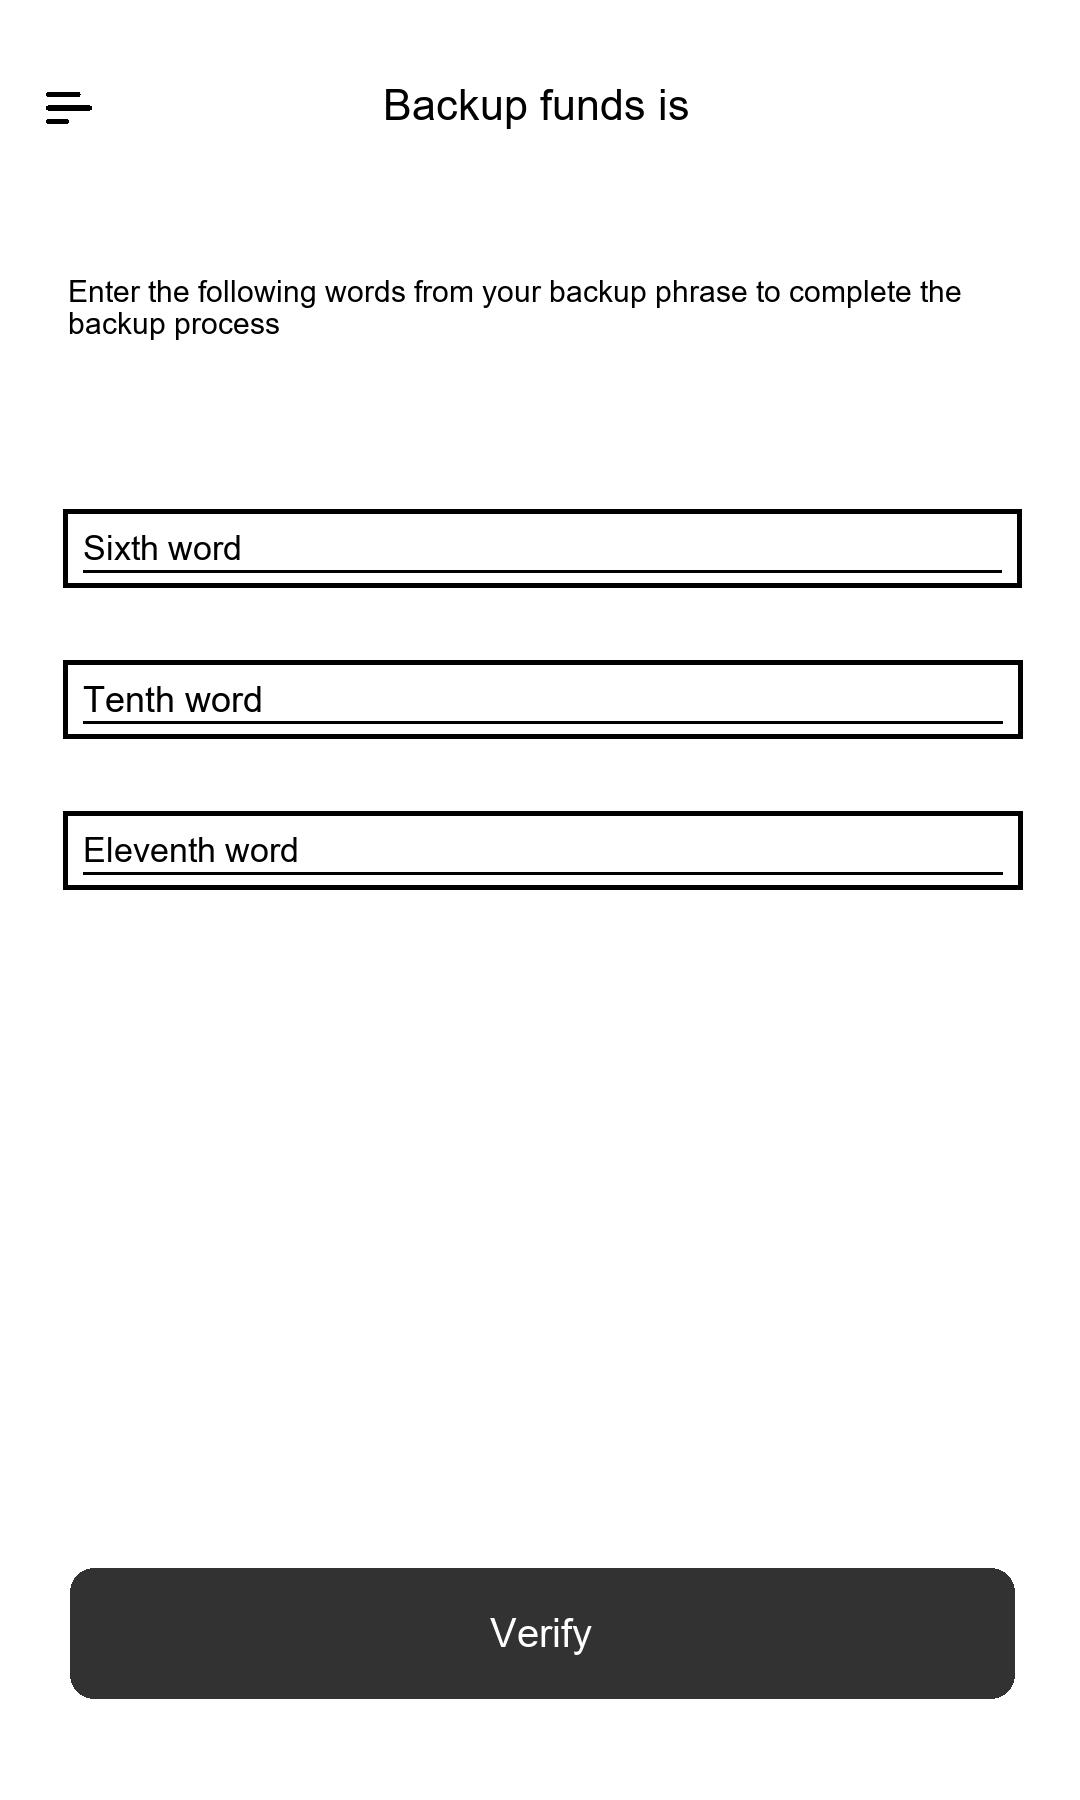 Backup funds is
Enter the following words from your backup phrase to complete the
backup process
Sixth word
Tenth word
Eleventh word
Verify